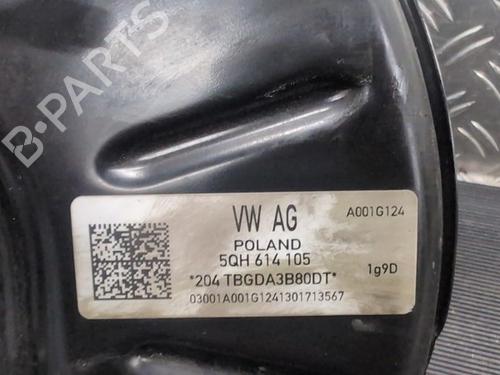 B-PARTS
VW AG
A001G124
POLAND
5QH 614 105
*204 TBGDA3B80DT*
1g9D
03001A001G1241301713567